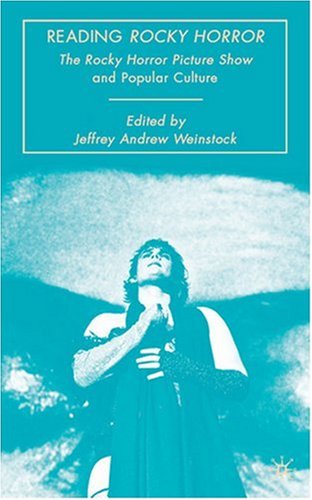 READING ROCKY HORROR
The Rocky Horror Picture Show
and Popular Culture
Edited by
Jeffrey Andrew Weinstock